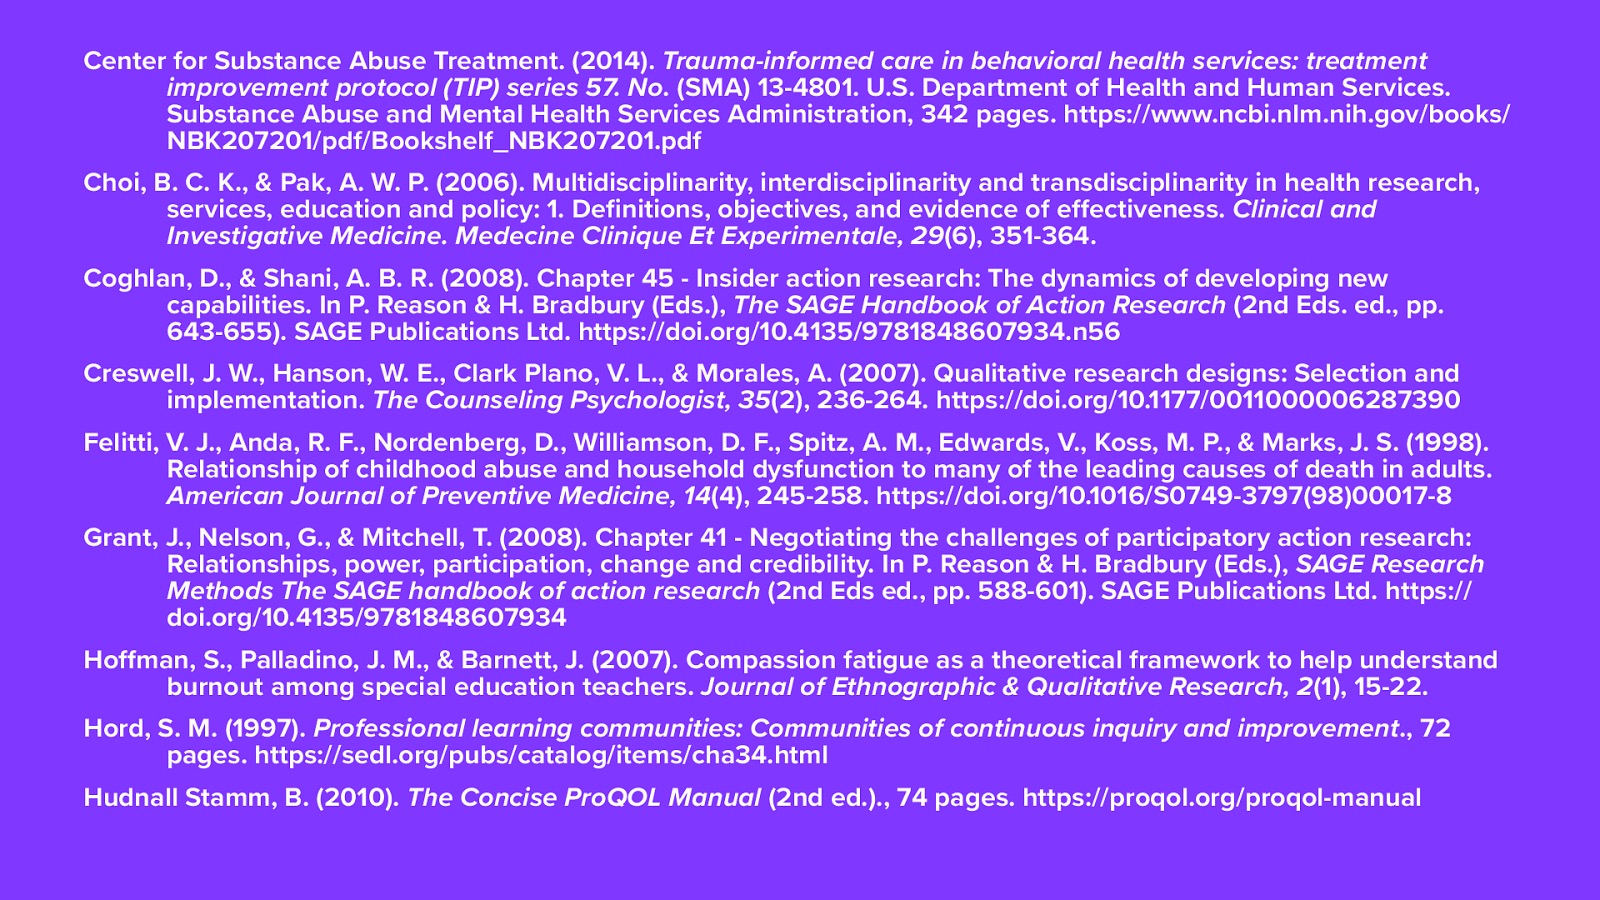 Center for Substance Abuse Treatment. (2014). Trauma-informed care in behavioral health services: treatment
improvement protocol (TIP) series 57. No. (SMA) 13-4801. U.S. Department of Health and Human Services.
Substance Abuse and Mental Health Services Administration, 342 pages. https://www.ncbi.nlm.nih.gov/books/
NBK207201/pdf/Bookshelf_NBK207201.pdf
Choi, B. C. K., & Pak, A. W. P. (2006). Multidisciplinarity, interdisciplinarity and transdisciplinarity in health research,
services, education and policy: 1. Definitions, objectives, and evidence of effectiveness. Clinical and
Investigative Medicine. Medecine Clinique Et Experimentale, 29(6), 351-364.
Coghlan, D., & Shani, A. B. R. (2008). Chapter 45 - Insider action research: The dynamics of developing new
capabilities. In P. Reason & H. Bradbury (Eds.), The SAGE Handbook of Action Research (2nd Eds. ed., pp.
643-655). SAGE Publications Ltd. https://doi.org/10.4135/9781848607934.n56
Creswell, J. W., Hanson, W. E., Clark Plano, V. L., & Morales, A. (2007). Qualitative research designs: Selection and
implementation. The Counseling Psychologist, 35(2), 236-264. https://doi.org/10.1177/0011000006287390
Felitti, V. J., Anda, R. F., Nordenberg, D., Williamson, D. F., Spitz, A. M., Edwards, V., Koss, M. P., & Marks, J. S. (1998).
Relationship of childhood abuse and household dysfunction to many of the leading causes of death in adults.
American Journal of Preventive Medicine, 14(4), 245-258. https://doi.org/10.1016/S0749-3797(98)00017-8
Grant, J., Nelson, G., & Mitchell, T. (2008). Chapter 41 - Negotiating the challenges of participatory action research:
Relationships, power, participation, change and credibility. In P. Reason & H. Bradbury (Eds.), SAGE Research
Methods The SAGE handbook of action research (2nd Eds ed., pp. 588-601). SAGE Publications Ltd. https://
doi.org/10.4135/9781848607934
Hoffman, S., Palladino, J. M., & Barnett, J. (2007). Compassion fatigue as a theoretical framework to help understand
burnout among special education teachers. Journal of Ethnographic & Qualitative Research, 2(1), 15-22.
Hord, S. M. (1997). Professional learning communities: Communities of continuous inquiry and improvement., 72
pages. https://sedl.org/pubs/catalog/items/cha34.html
Hudnall Stamm, B. (2010). The Concise ProQOL Manual (2nd ed.)., 74 pages. https://proqol.org/proqol-manual